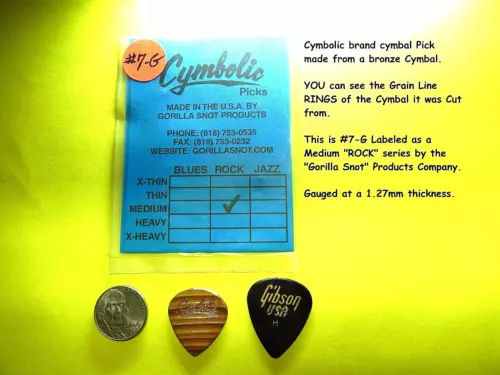 #7-G
Cymbolic
Picks
MADE IN THE U.S.A. BY
GORILLA SNOT PRODUCTS
PHONE: (818) 753-0535
FAX: (818) 753-0232
WEBSITE: GORILLASNOT.COM
BLUES ROCK JAZZ
X-THIN
THIN
MEDIUM ✓
HEAVY
X-HEAVY
Cymbolic brand cymbal Pick
made from a bronze Cymbal.
YOU can see the Grain Line
RINGS of the Cymbal it was Cut
from.
This is #7-G Labeled as a
Medium "ROCK" series by the
"Gorilla Snot" Products Company.
Gauged at a 1.27mm thickness.
Gibson
USA
H